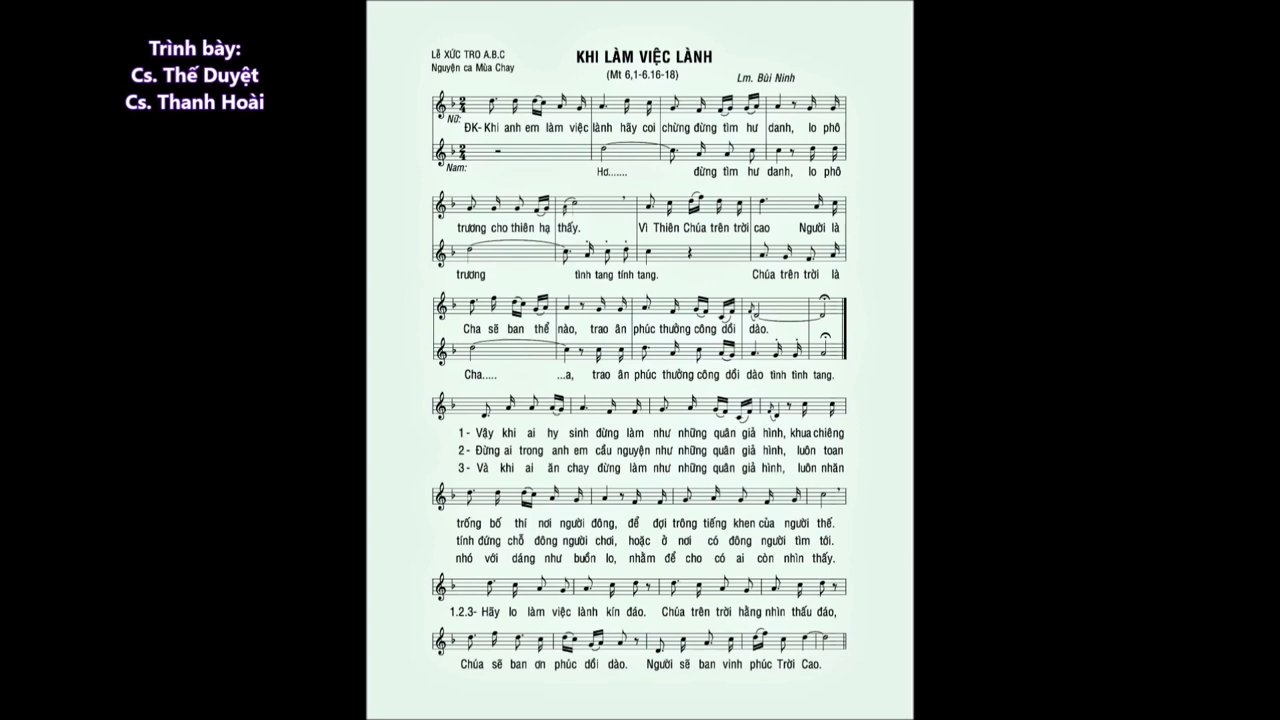 Trình bày:
Cs. Thế Duyệt
Cs. Thanh Hoài
Lễ XỨC TRO A.B.C
Nguyện ca Mùa Chay
KHI LÀM VIỆC LÀNH
(Mt 6,1-6.16-18)
Lm. Bùi Ninh
Nữ:
ĐK- Khi anh em làm việc lành hãy coi chừng đừng tìm hư danh, lo phô
Nam:
Hơ....... đừng tìm hư danh, lo phô
trương cho thiên hạ thấy. Vì Thiên Chúa trên trời cao Người là
trương tình tang tính tang. Chúa trên trời là
Cha sẽ ban thể nào, trao ân phúc thưởng công dồi dào.
Cha..... ...a, trao ân phúc thưởng công dồi dào tình tình tang.
1- Vậy khi ai hy sinh đừng làm như những quân giả hình, khua chiêng
2- Đừng ai trong anh em cầu nguyện như những quân giả hình, luôn toan
3- Và khi ai ăn chay đừng làm như những quân giả hình, luôn nhăn
trống bố thí nơi người đông, để đợi trông tiếng khen của người thế.
tính đứng chỗ đông người chơi, hoặc ở nơi có đông người tìm tới.
nhó với dáng như buồn lo, nhằm để cho có ai còn nhìn thấy.
1.2.3- Hãy lo làm việc lành kín đáo. Chúa trên trời hằng nhìn thấu đáo,
Chúa sẽ ban ơn phúc dồi dào. Người sẽ ban vinh phúc Trời Cao.